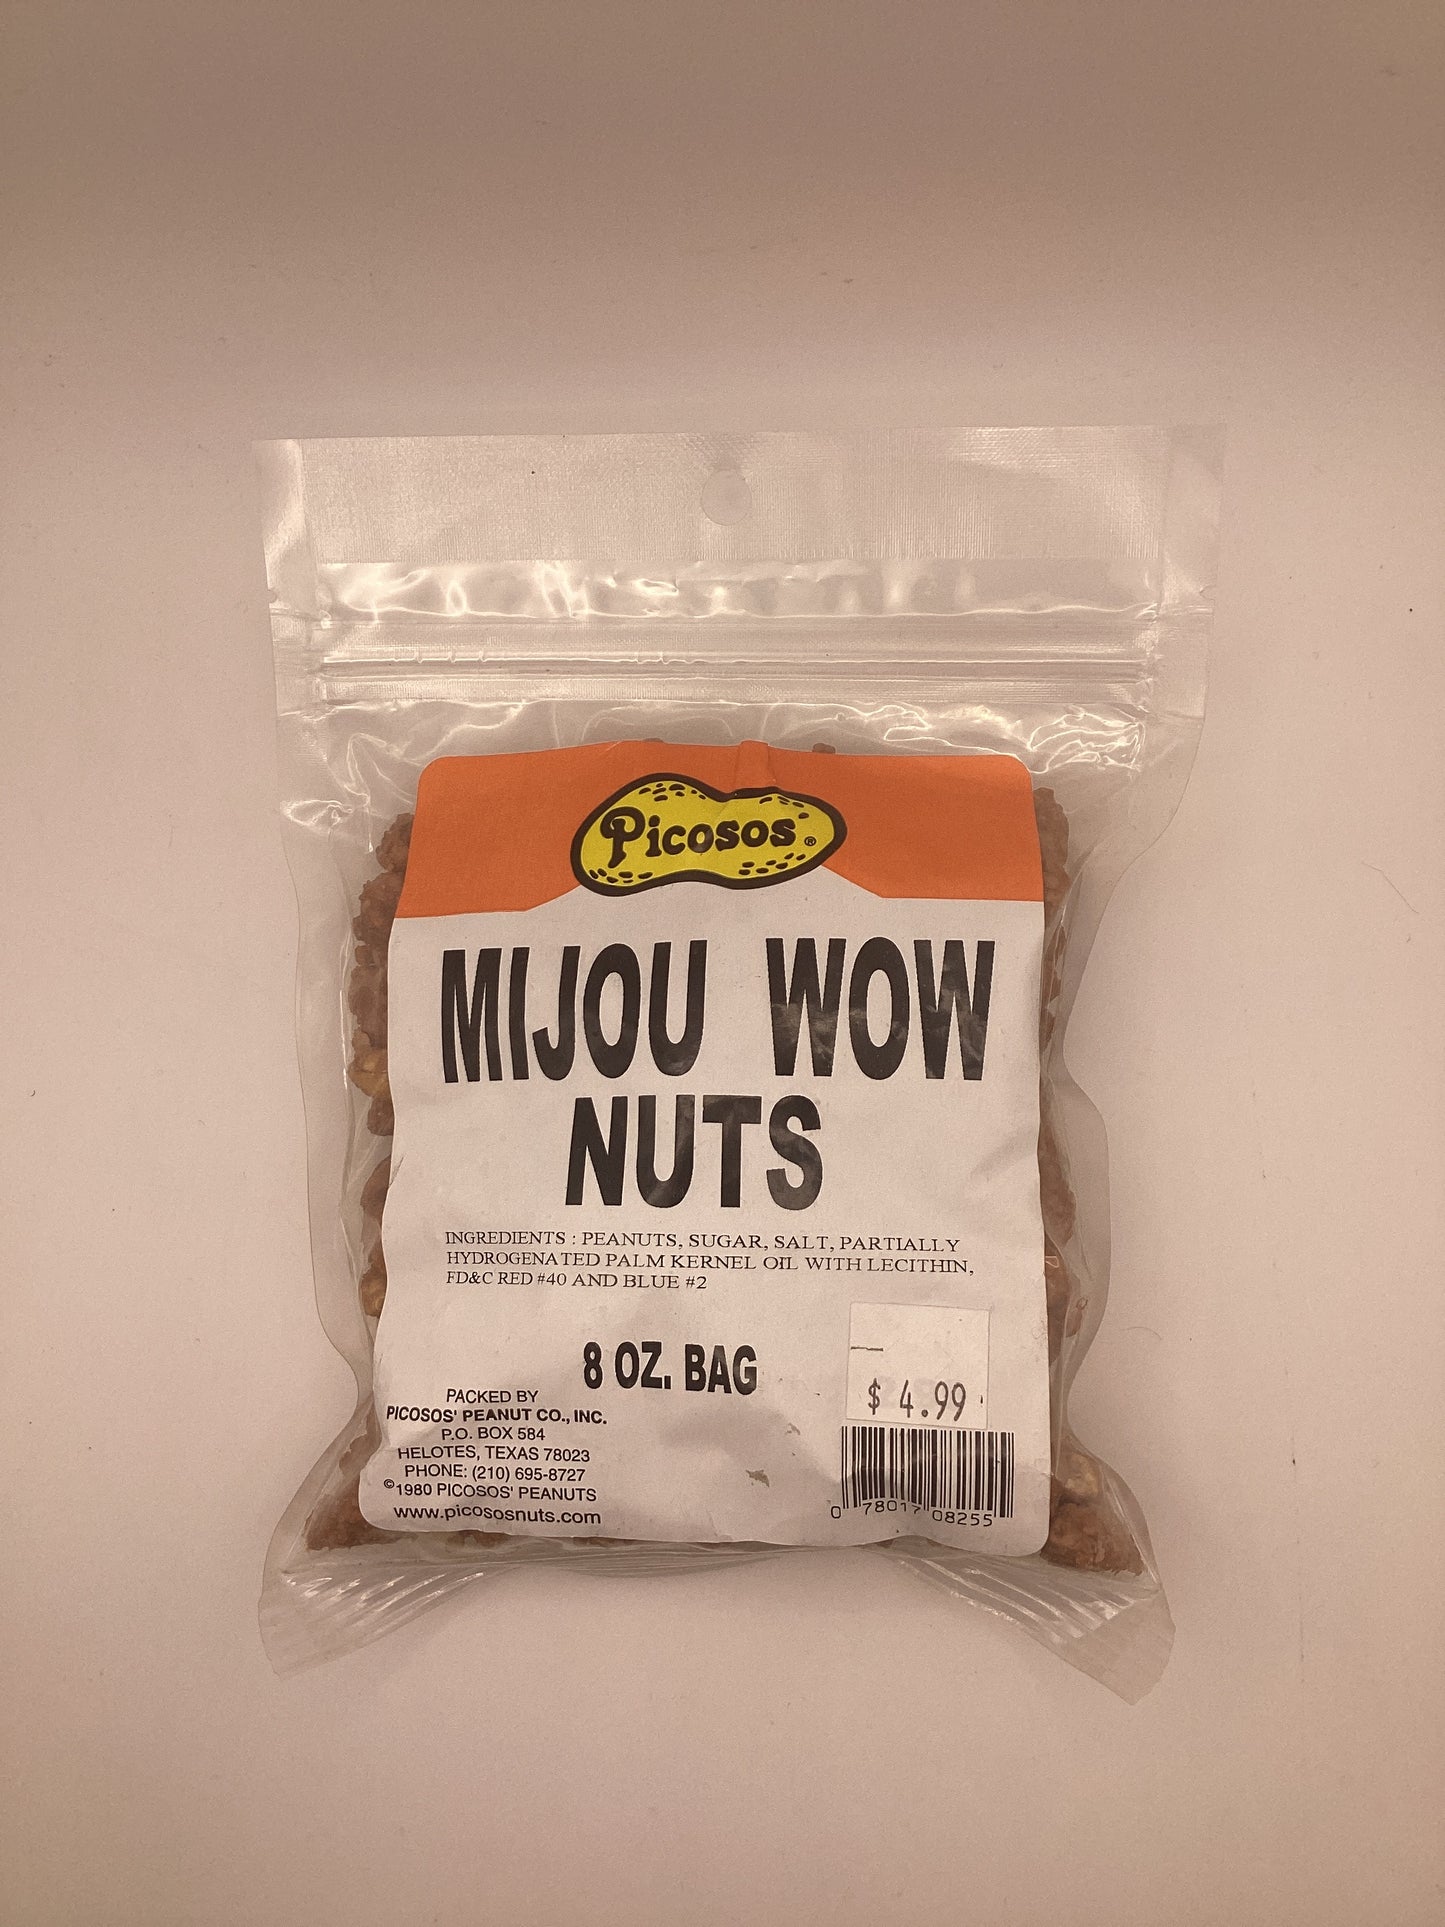 Picosos ®
MIJOU WOW
NUTS
INGREDIENTS : PEANUTS, SUGAR, SALT, PARTIALLY
HYDROGENATED PALM KERNEL OIL WITH LECITHIN,
FD&C RED #40 AND BLUE #2
8 OZ. BAG
PACKED BY
PICOSOS' PEANUT CO., INC.
P.O. BOX 584
HELOTES, TEXAS 78023
PHONE: (210) 695-8727
©1980 PICOSOS' PEANUTS
www.picososnuts.com
$ 4.99
0 78017 08255